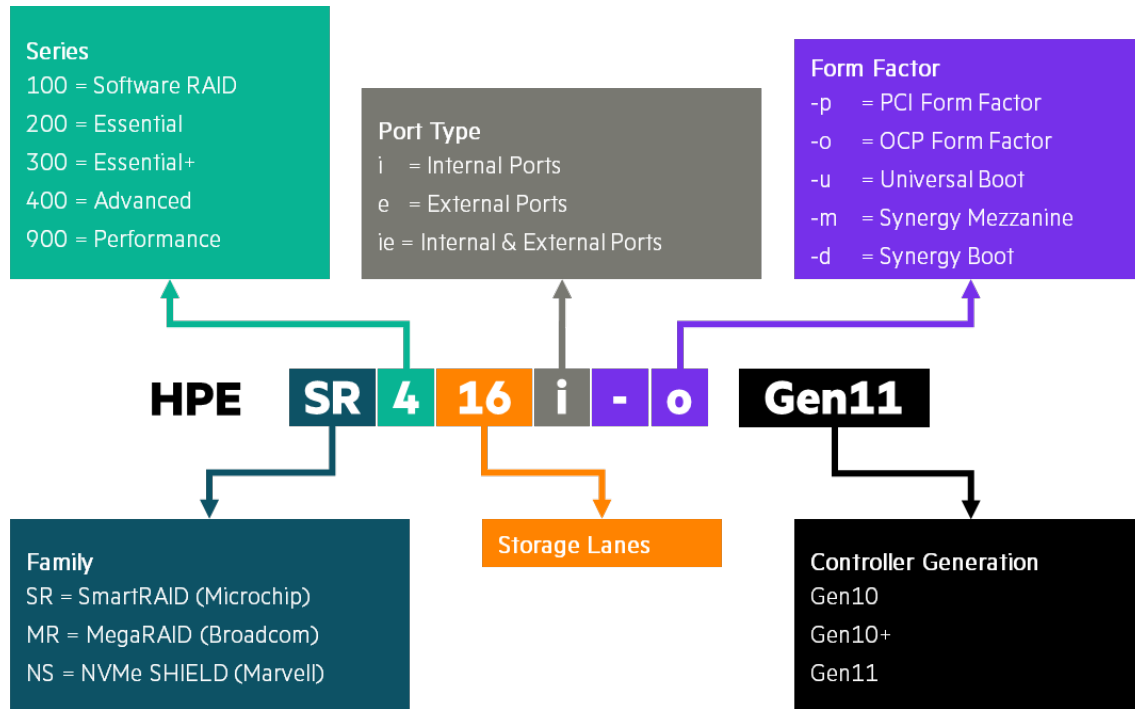 Series
100 = Software RAID
200 = Essential
300 = Essential+
400 = Advanced
900 = Performance
Port Type
i = Internal Ports
e = External Ports
ie = Internal & External Ports
Form Factor
-p = PCI Form Factor
-o = OCP Form Factor
-u = Universal Boot
-m = Synergy Mezzanine
-d = Synergy Boot
HPE SR 4 16 i - o Gen11
Family
SR = SmartRAID (Microchip)
MR = MegaRAID (Broadcom)
NS = NVMe SHIELD (Marvell)
Storage Lanes
Controller Generation
Gen10
Gen10+
Gen11